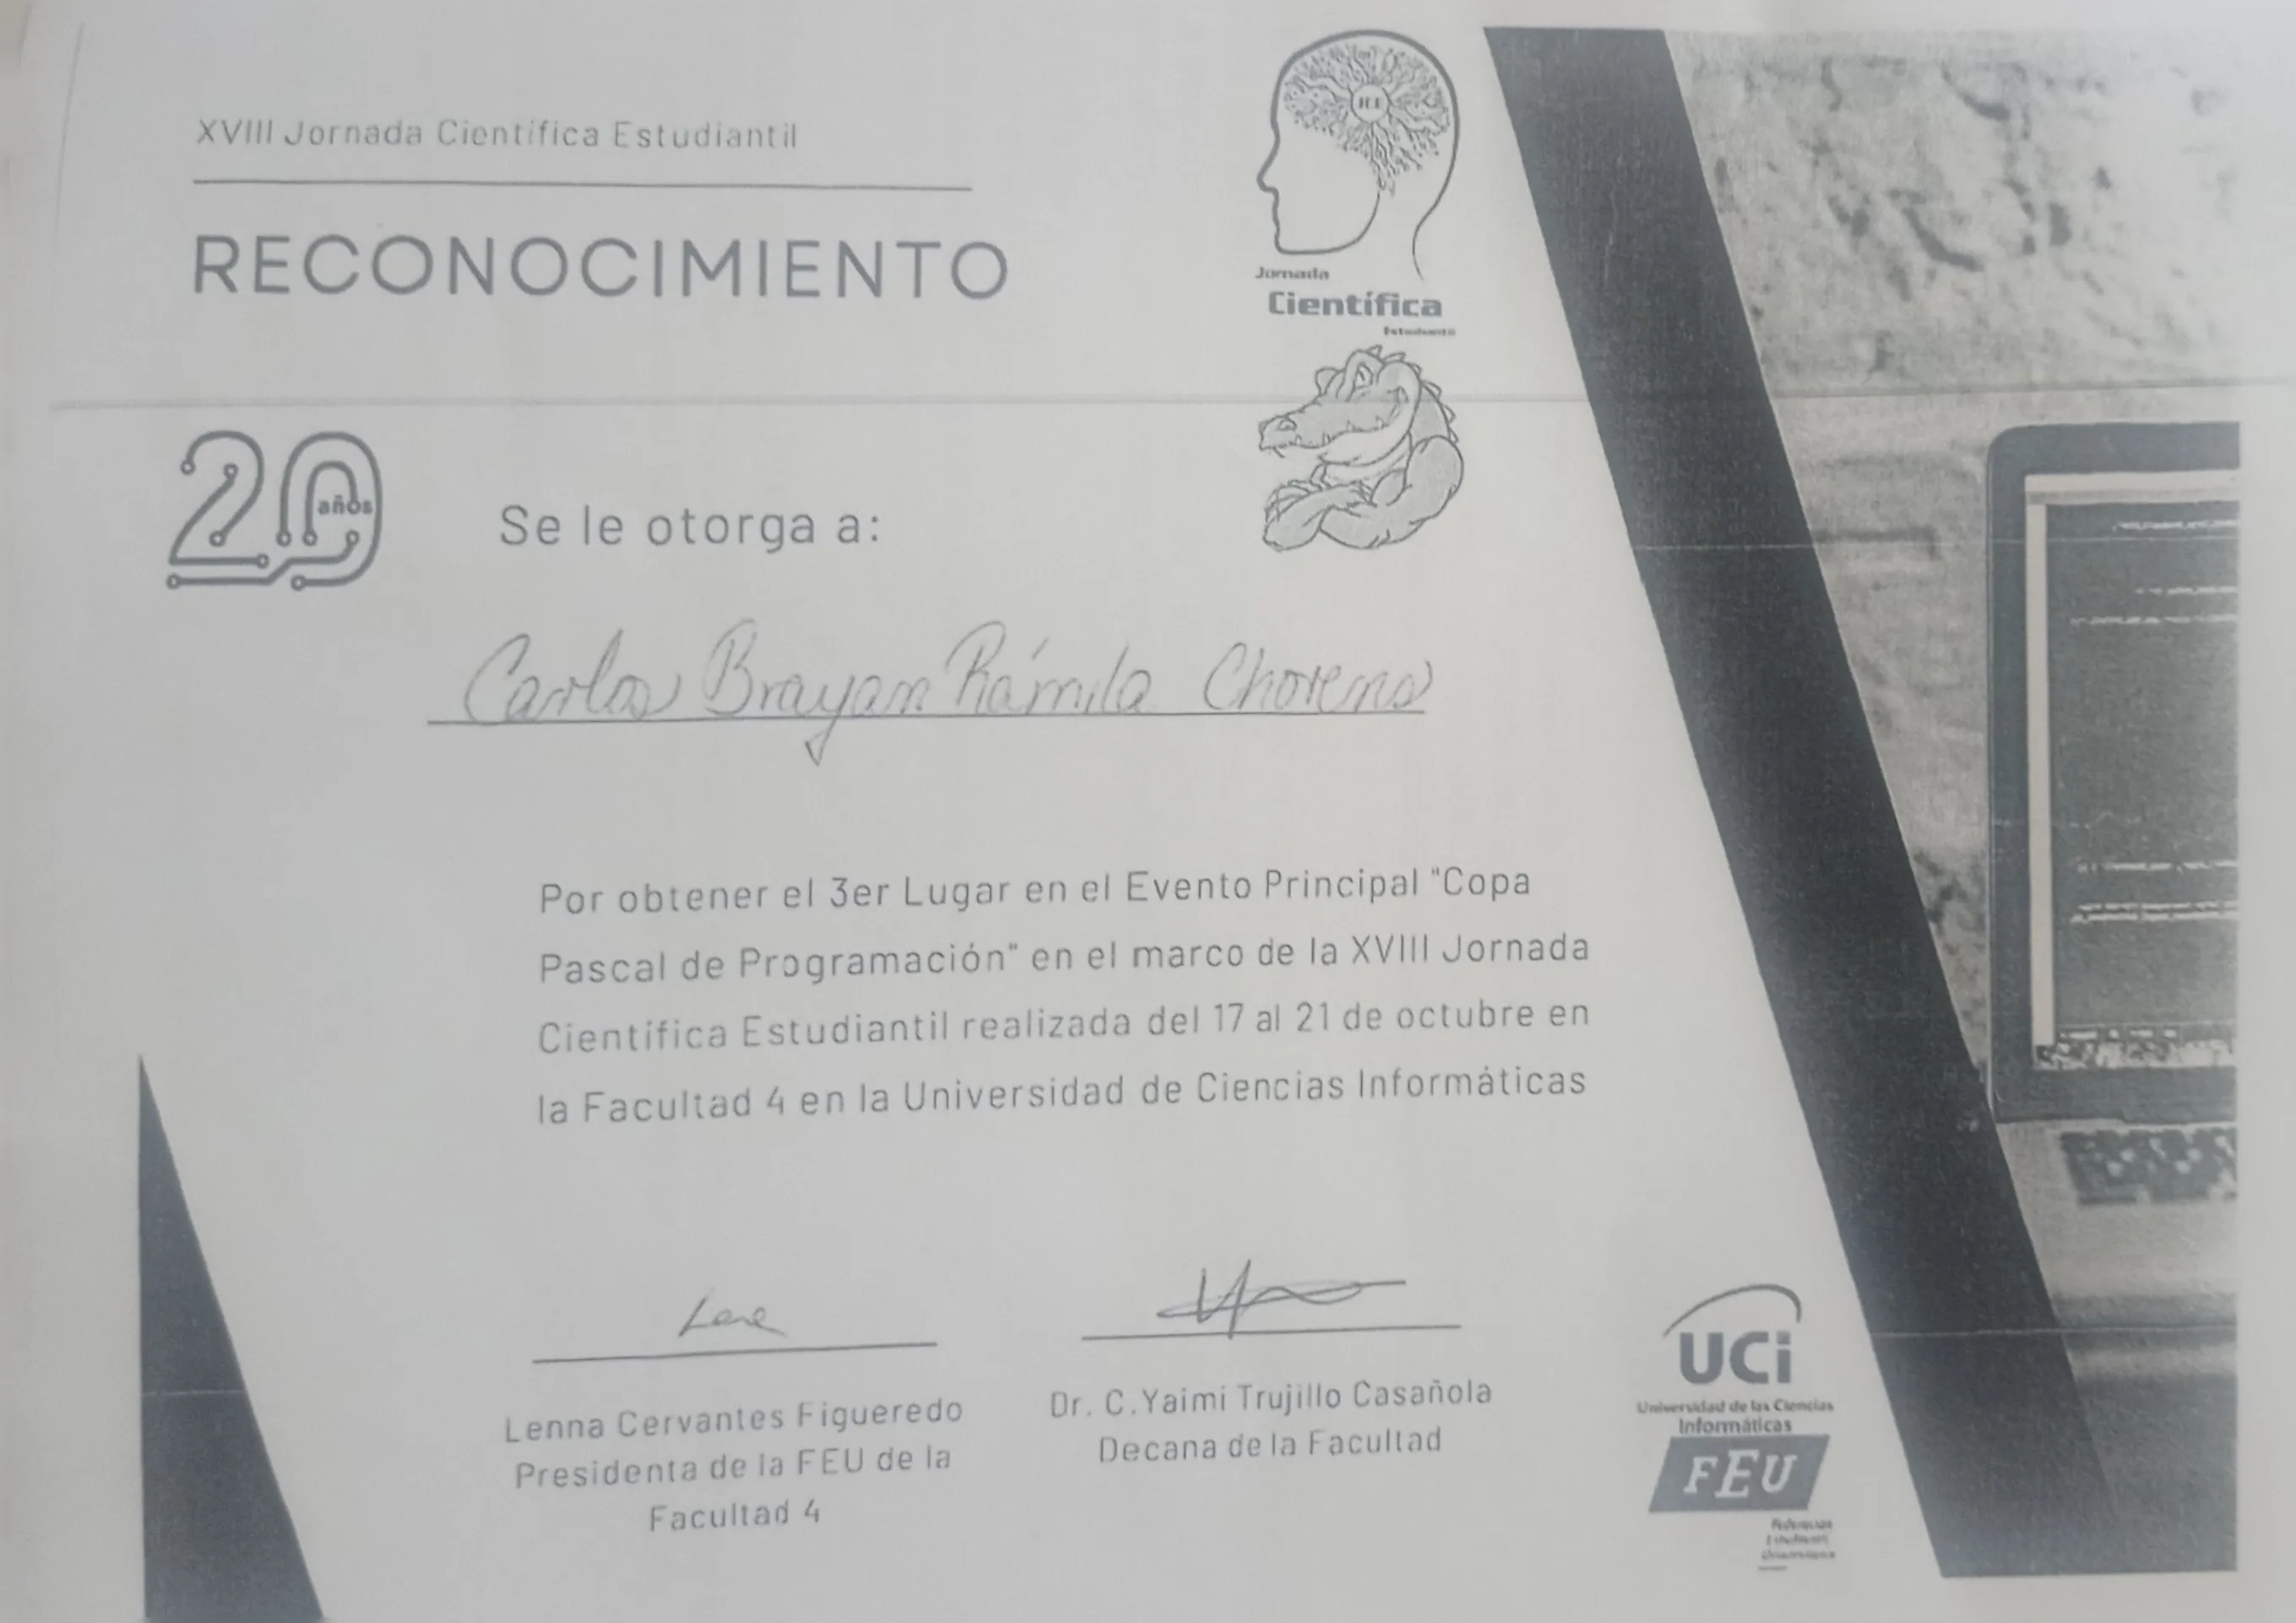 XVIII Jornada Científica Estudiantil
RECONOCIMIENTO
JCE
Jornada
Científica
Estudiantil
20 años
Se le otorga a:
Carlos Brayan Rámila Chorens
Por obtener el 3er Lugar en el Evento Principal "Copa
Pascal de Programación" en el marco de la XVIII Jornada
Científica Estudiantil realizada del 17 al 21 de octubre en
la Facultad 4 en la Universidad de Ciencias Informáticas
Lenna Cervantes Figueredo
Presidenta de la FEU de la
Facultad 4
Dr. C.Yaimi Trujillo Casañola
Decana de la Facultad
UCi
Universidad de las Ciencias
Informáticas
FEU